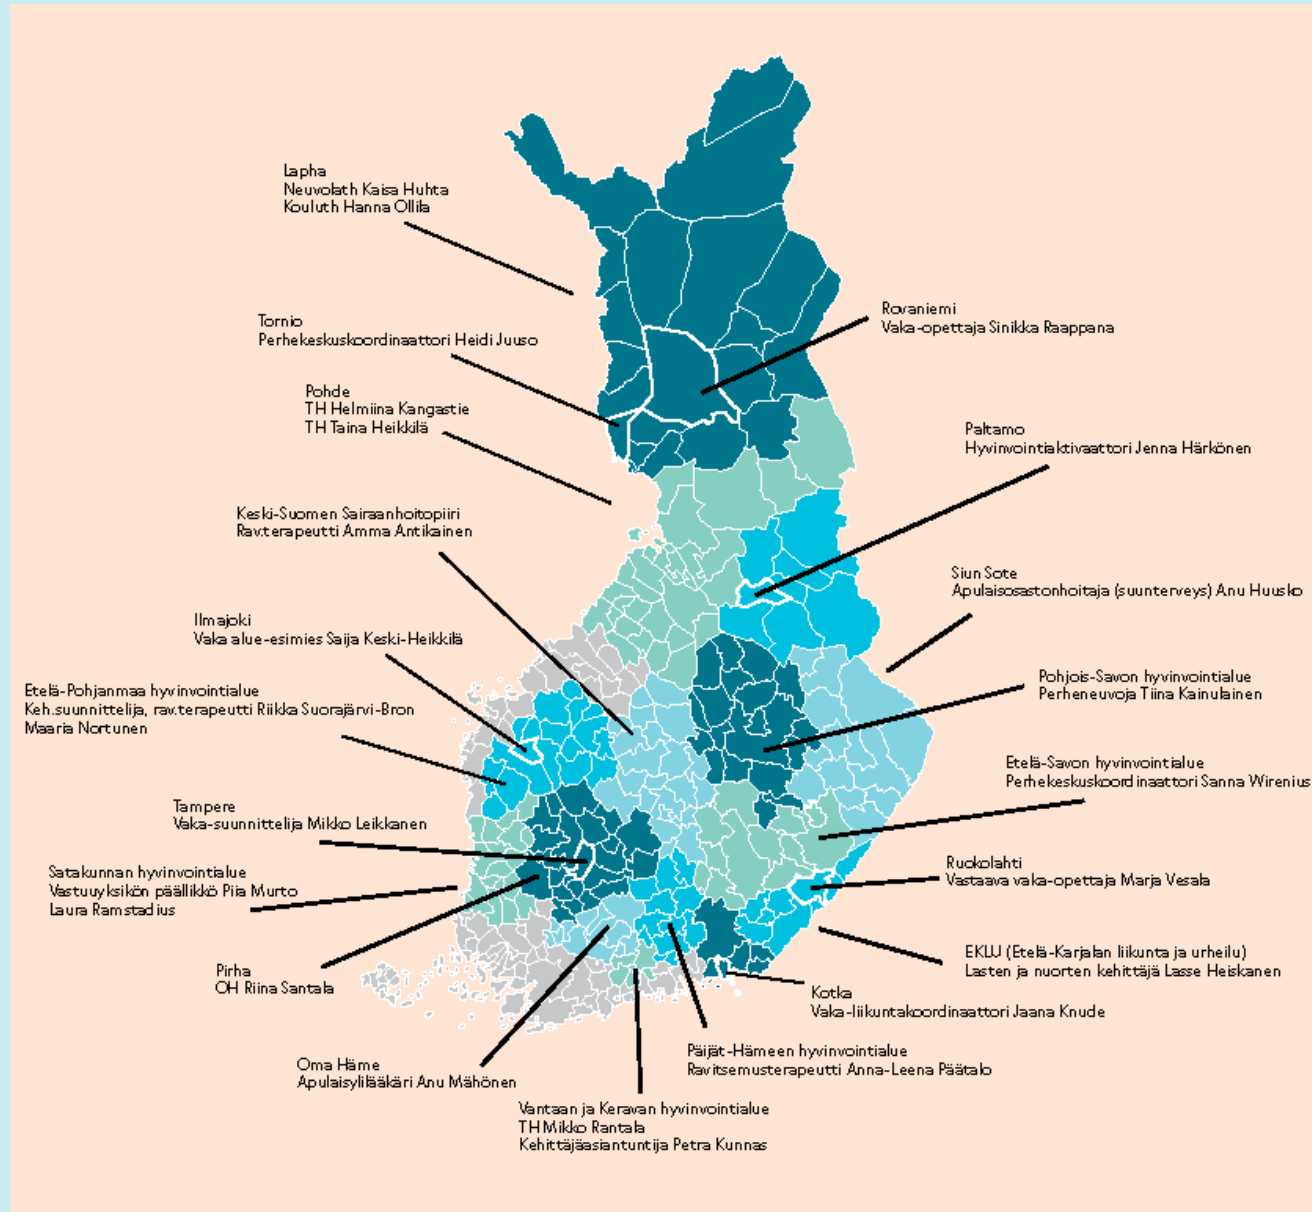 Lapha
Neuvolath Kaisa Huhta
Kouluth Hanna Ollila
Tornio
Perhekeskuskoordinaattori Heidi Juuso
Rovaniemi
Vaka-opettaja Sinikka Raappana
Pohde
TH Helmiina Kangastie
TH Taina Heikkilä
Paltamo
Hyvinvointiaktivaattori Jenna Härkönen
Keski-Suomen Sairaanhoitopiiri
Rav.terapeutti Amma Antikainen
Siun Sote
Apulaisosastonhoitaja (suunterveys) Anu Huusko
Ilmajoki
Vaka alue-esimies Saija Keski-Heikkilä
Pohjois-Savon hyvinvointialue
Perheneuvoja Tiina Kainulainen
Etelä-Pohjanmaa hyvinvointialue
Keh.suunnittelija, rav.terapeutti Riikka Suorajärvi-Bron
Maaria Nortunen
Etelä-Savon hyvinvointialue
Perhekeskuskoordinaattori Sanna Wirenius
Tampere
Vaka-suunnittelija Mikko Leikkanen
Ruokolahti
Vastaava vaka-opettaja Marja Vesala
Satakunnan hyvinvointialue
Vastuuyksikön päällikkö Piia Murto
Laura Ramstadius
EKLU (Etelä-Karjalan liikunta ja urheilu)
Lasten ja nuorten kehittäjä Lasse Heiskanen
Pirha
OH Riina Santala
Kotka
Vaka-liikuntakoordinaattori Jaana Knude
Päijät-Hämeen hyvinvointialue
Ravitsemusterapeutti Anna-Leena Päätalo
Oma Häme
Apulaisylilääkäri Anu Mähönen
Vantaan ja Keravan hyvinvointialue
TH Mikko Rantala
Kehittäjäasiantuntija Petra Kunnas